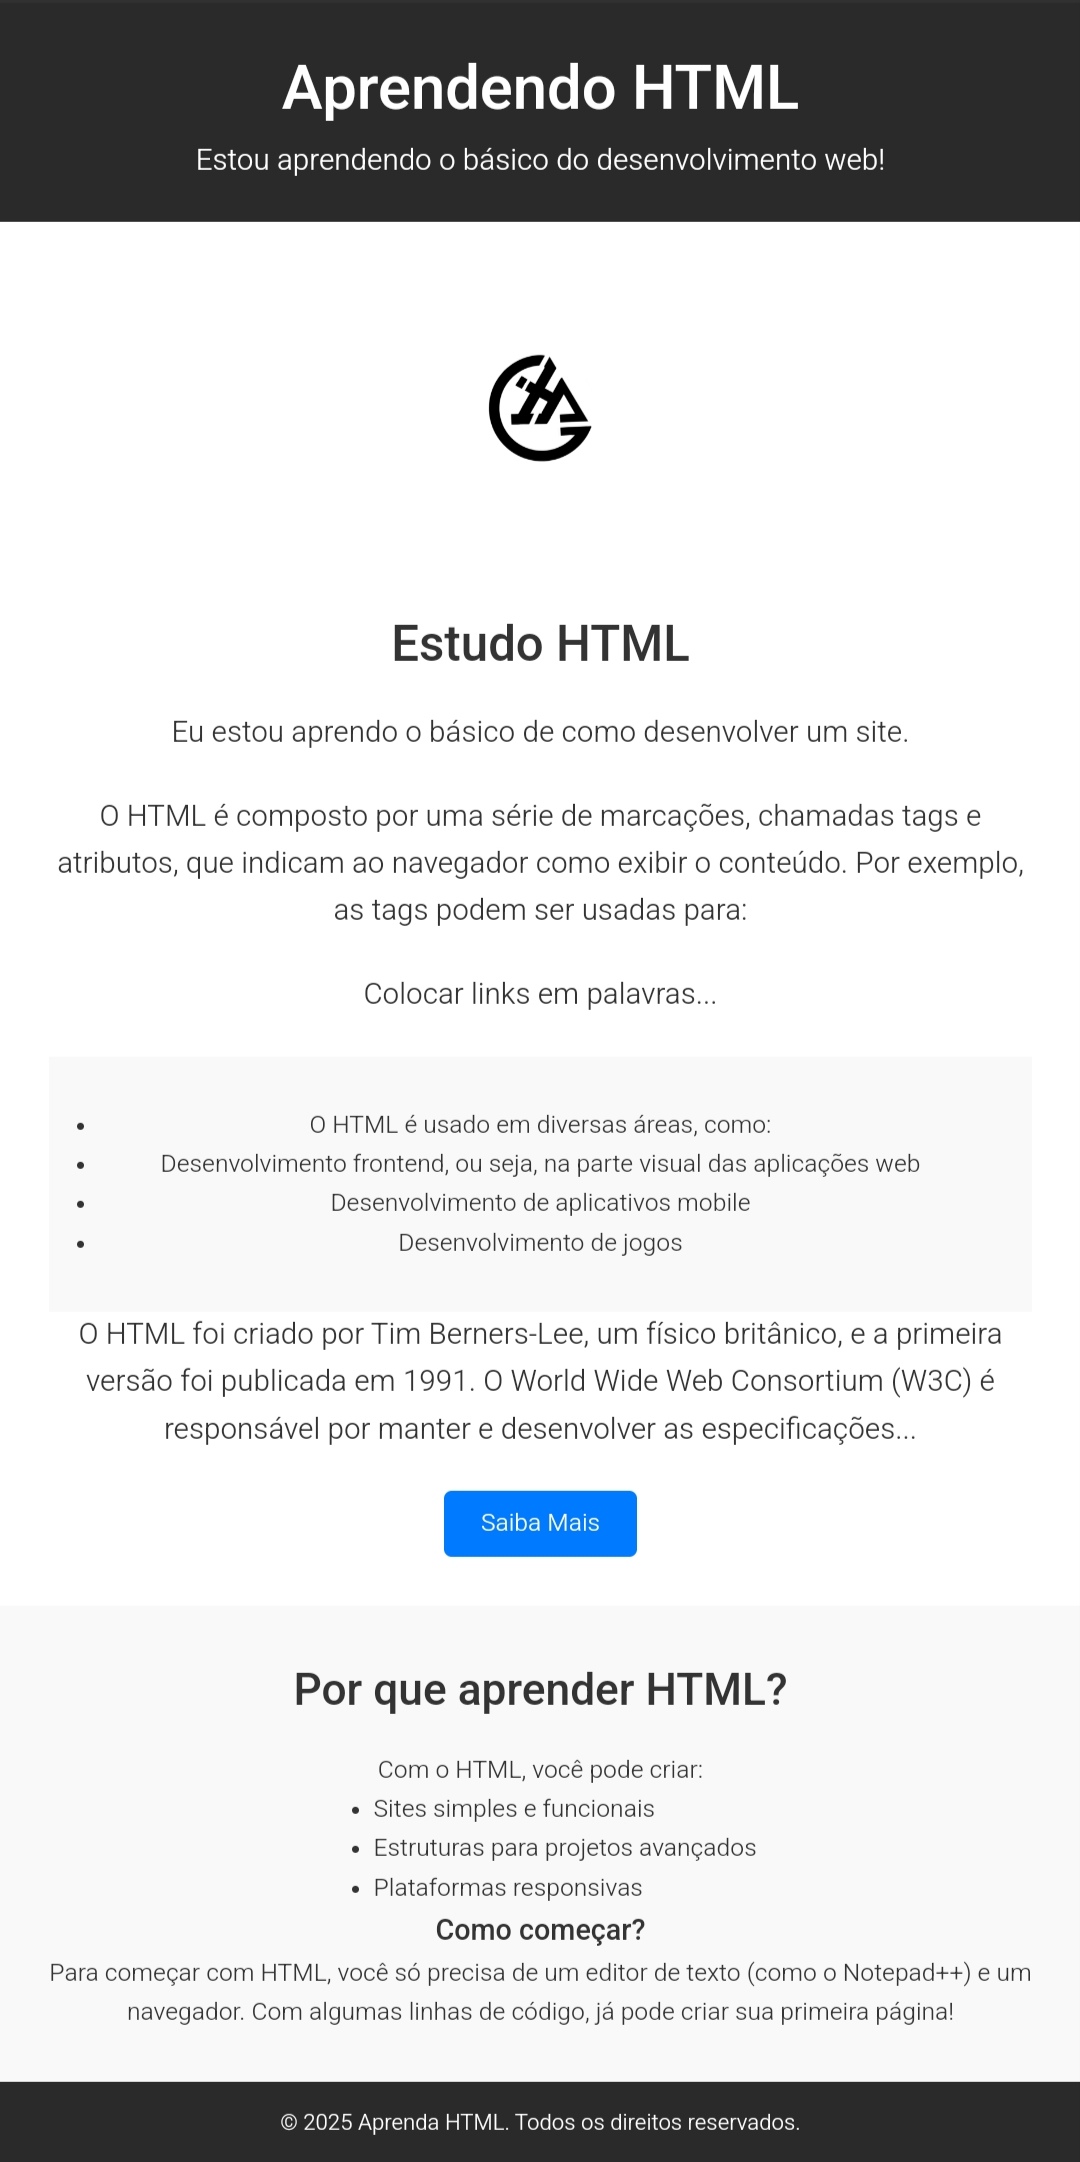 Aprendendo HTML
Estou aprendendo o básico do desenvolvimento web!
Estudo HTML
Eu estou aprendo o básico de como desenvolver um site.
O HTML é composto por uma série de marcações, chamadas tags e
atributos, que indicam ao navegador como exibir o conteúdo. Por exemplo,
as tags podem ser usadas para:
Colocar links em palavras...
• O HTML é usado em diversas áreas, como:
• Desenvolvimento frontend, ou seja, na parte visual das aplicações web
• Desenvolvimento de aplicativos mobile
• Desenvolvimento de jogos
O HTML foi criado por Tim Berners-Lee, um físico britânico, e a primeira
versão foi publicada em 1991. O World Wide Web Consortium (W3C) é
responsável por manter e desenvolver as especificações...
Saiba Mais
Por que aprender HTML?
Com o HTML, você pode criar:
• Sites simples e funcionais
• Estruturas para projetos avançados
• Plataformas responsivas
Como começar?
Para começar com HTML, você só precisa de um editor de texto (como o Notepad++) e um
navegador. Com algumas linhas de código, já pode criar sua primeira página!
© 2025 Aprenda HTML. Todos os direitos reservados.